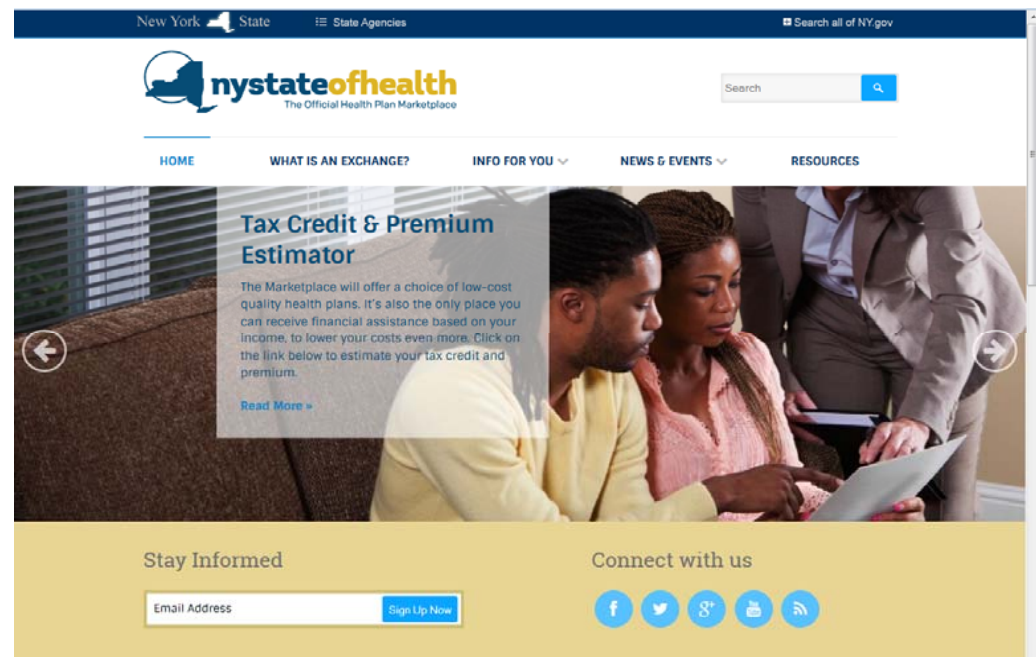 New York State
State Agencies
Search all of NY.gov
nystateofhealth
The Official Health Plan Marketplace
Search
HOME
WHAT IS AN EXCHANGE?
INFO FOR YOU
NEWS & EVENTS
RESOURCES
Tax Credit & Premium
Estimator
The Marketplace will offer a choice of low-cost
quality health plans. It's also the only place you
can receive financial assistance based on your
income, to lower your costs even more. Click on
the link below to estimate your tax credit and
premium.
Read More »
Stay Informed
Connect with us
Email Address
Sign Up Now
f
g+
You Tube